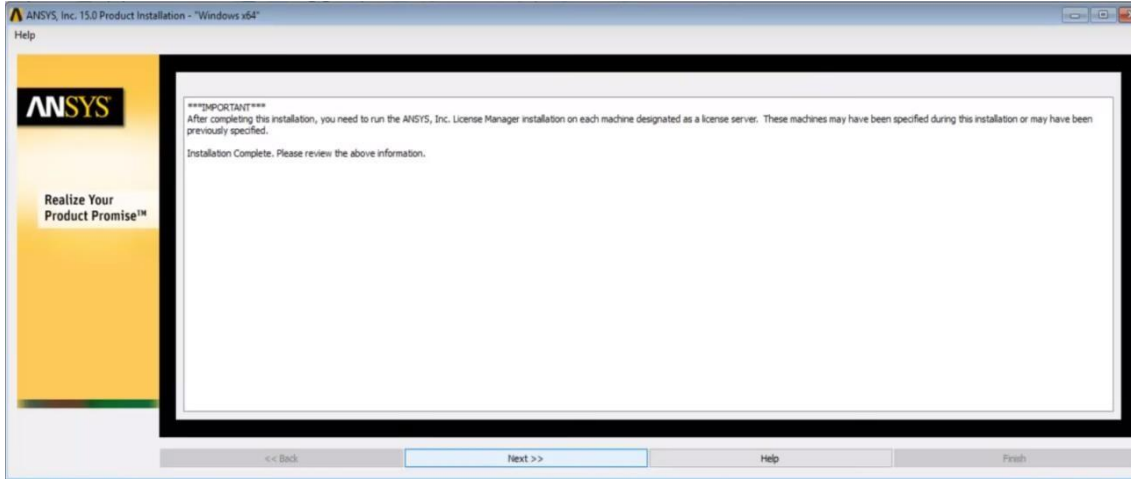 ANSYS, Inc. 15.0 Product Installation - "Windows x64"
Help
ANSYS
Realize Your
Product Promise™
***IMPORTANT***
After completing this installation, you need to run the ANSYS, Inc. License Manager installation on each machine designated as a license server. These machines may have been specified during this installation or may have been
previously specified.
Installation Complete. Please review the above information.
<< Back
Next >>
Help
Finish